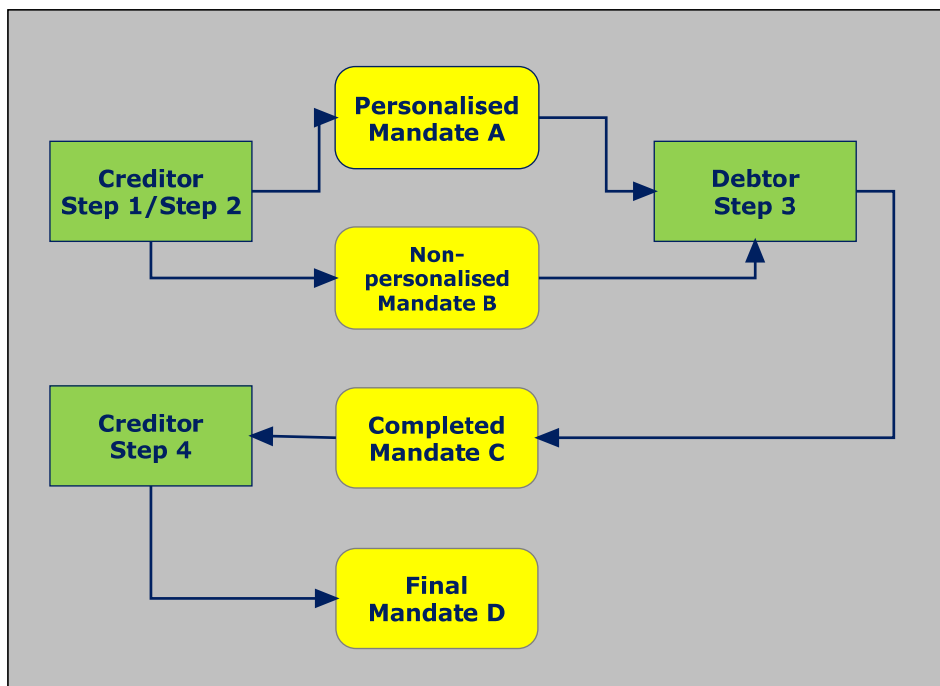 Personalised
Mandate A
Creditor
Step 1/Step 2
Debtor
Step 3
Non-
personalised
Mandate B
Creditor
Step 4
Completed
Mandate C
Final
Mandate D